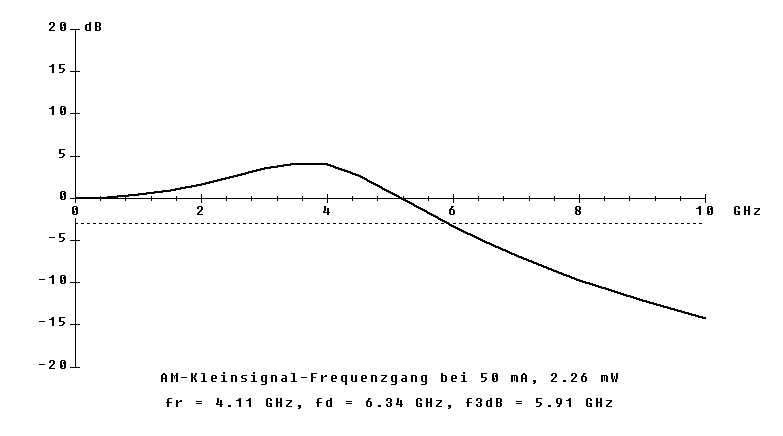 20 dB
15
10
5
0
0 2 4 6 8 10 GHz
-5
-10
-15
-20
AM-Kleinsignal-Frequenzgang bei 50 mA, 2.26 mW
fr = 4.11 GHz, fd = 6.34 GHz, f3dB = 5.91 GHz